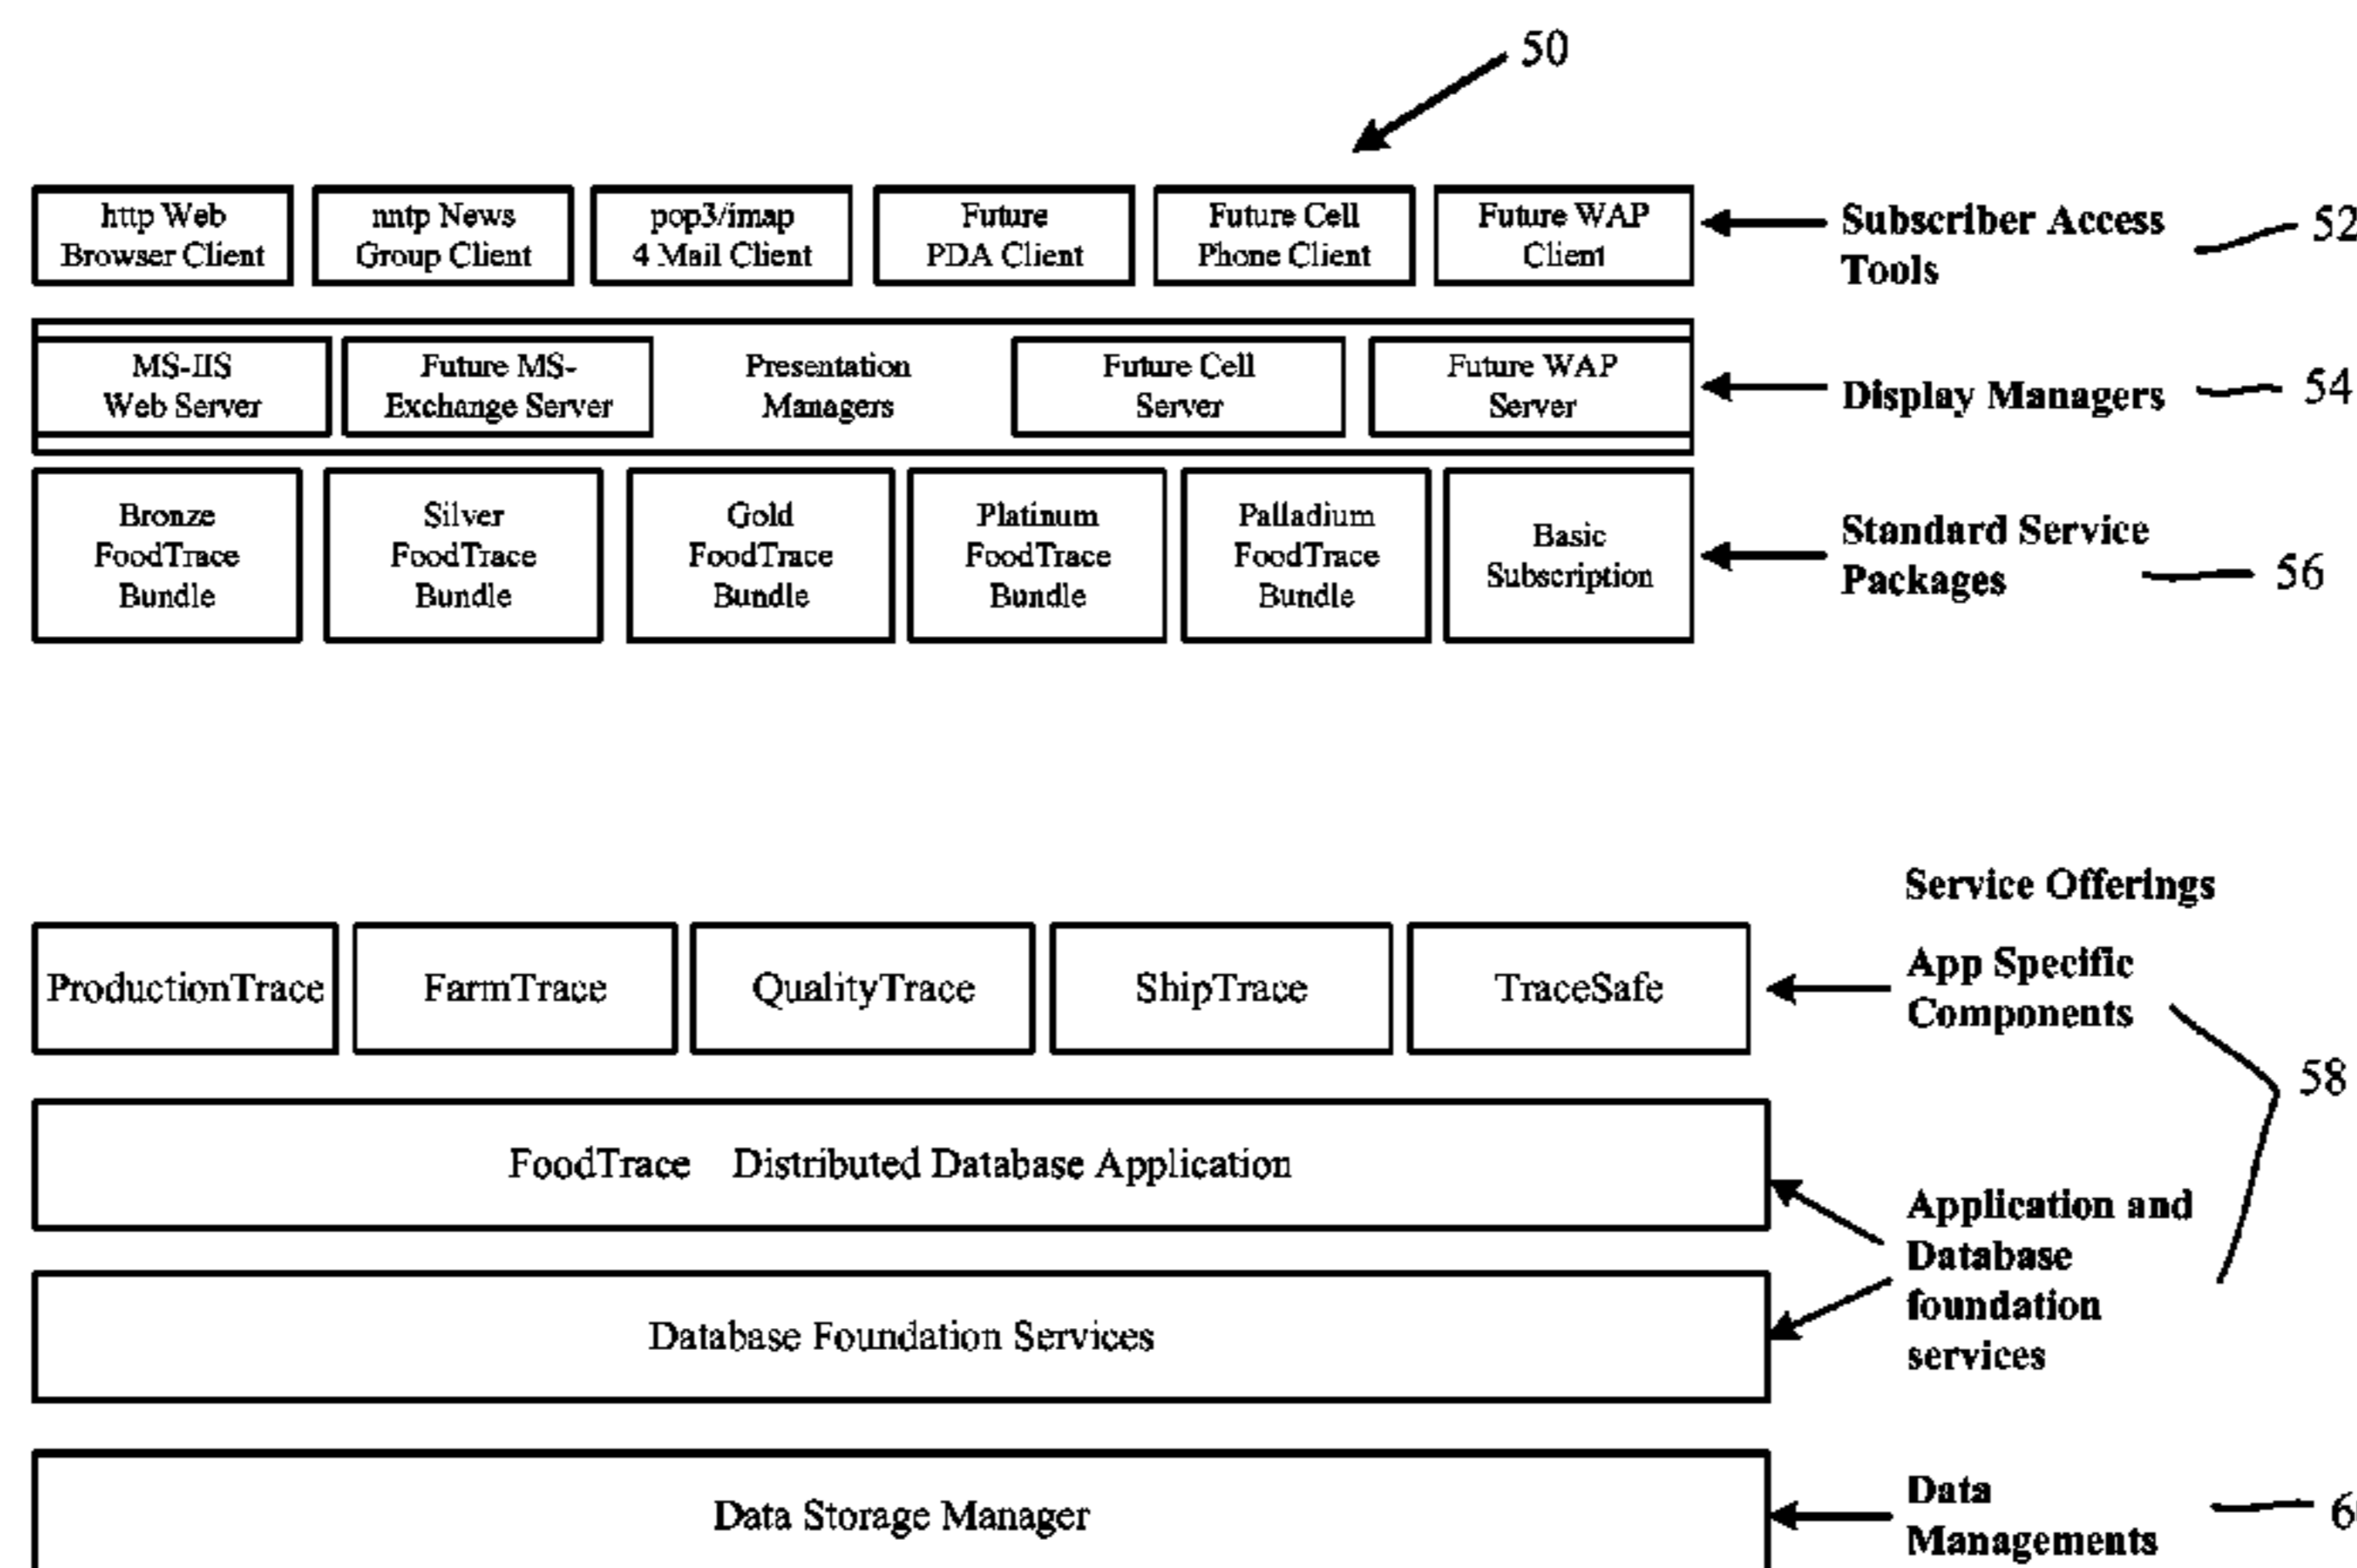 50
http Web
Browser Client
nntp News
Group Client
pop3/imap
4 Mail Client
Future
PDA Client
Future Cell
Phone Client
Future WAP
Client
Subscriber Access
Tools
52
MS-IIS
Web Server
Future MS-
Exchange Server
Presentation
Managers
Future Cell
Server
Future WAP
Server
Display Managers
54
Bronze
FoodTrace
Bundle
Silver
FoodTrace
Bundle
Gold
FoodTrace
Bundle
Platinum
FoodTrace
Bundle
Palladium
FoodTrace
Bundle
Basic
Subscription
Standard Service
Packages
56
Service Offerings
ProductionTrace
FarmTrace
QualityTrace
ShipTrace
TraceSafe
App Specific
Components
58
FoodTrace Distributed Database Application
Application and
Database
foundation
services
Database Foundation Services
Data Storage Manager
Data
Managements